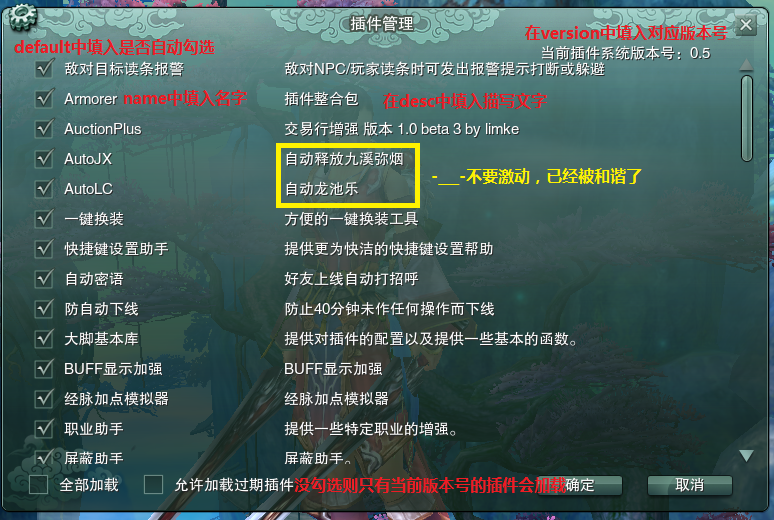 插件管理
default中填入是否自动勾选
在version中填入对应版本号
当前插件系统版本号：0.5
敌对目标读条报警 敌对NPC/玩家读条时可发出报警提示打断或躲避
Armorer name中填入名字 插件整合包 在desc中填入描写文字
AuctionPlus 交易行增强 版本 1.0 beta 3 by limke
AutoJX 自动释放九溪弥烟
-___-不要激动，已经被和谐了
AutoLC 自动龙池乐
一键换装 方便的一键换装工具
快捷键设置助手 提供更为快洁的快捷键设置帮助
自动密语 好友上线自动打招呼
防自动下线 防止40分钟未作任何操作而下线
大脚基本库 提供对插件的配置以及提供一些基本的函数。
BUFF显示加强 BUFF显示加强
经脉加点模拟器 经脉加点模拟器
职业助手 提供一些特定职业的增强。
屏蔽助手 屏蔽助手。
全部加载 允许加载过期插件 没勾选则只有当前版本号的插件会加载 确定 取消